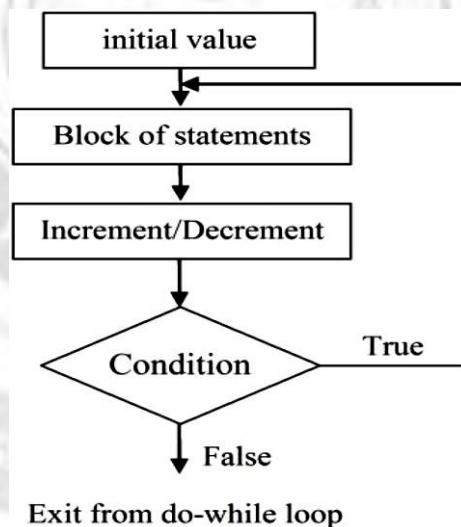 initial value
Block of statements
Increment/Decrement
Condition
True
False
Exit from do-while loop